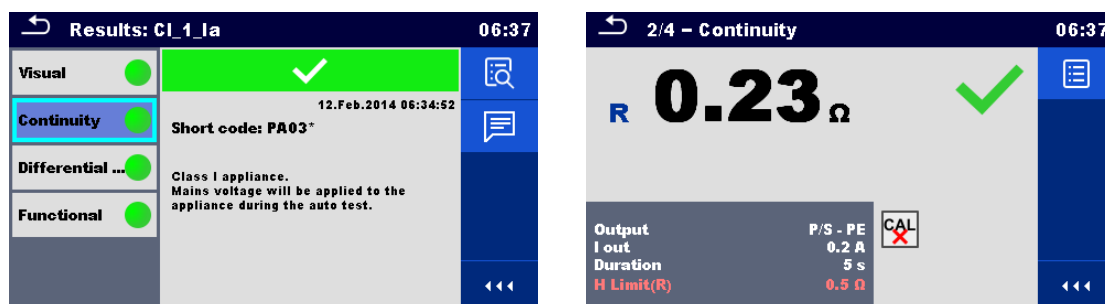 Results: CI_1_Ia
06:37
Visual
Continuity
Differential ...
Functional
12.Feb.2014 06:34:52
Short code: PA03*
Class I appliance.
Mains voltage will be applied to the
appliance during the auto test.
2/4 – Continuity
06:37
R 0.23 Ω
Output P/S - PE
I out 0.2 A
Duration 5 s
H Limit(R) 0.5 Ω
CAL